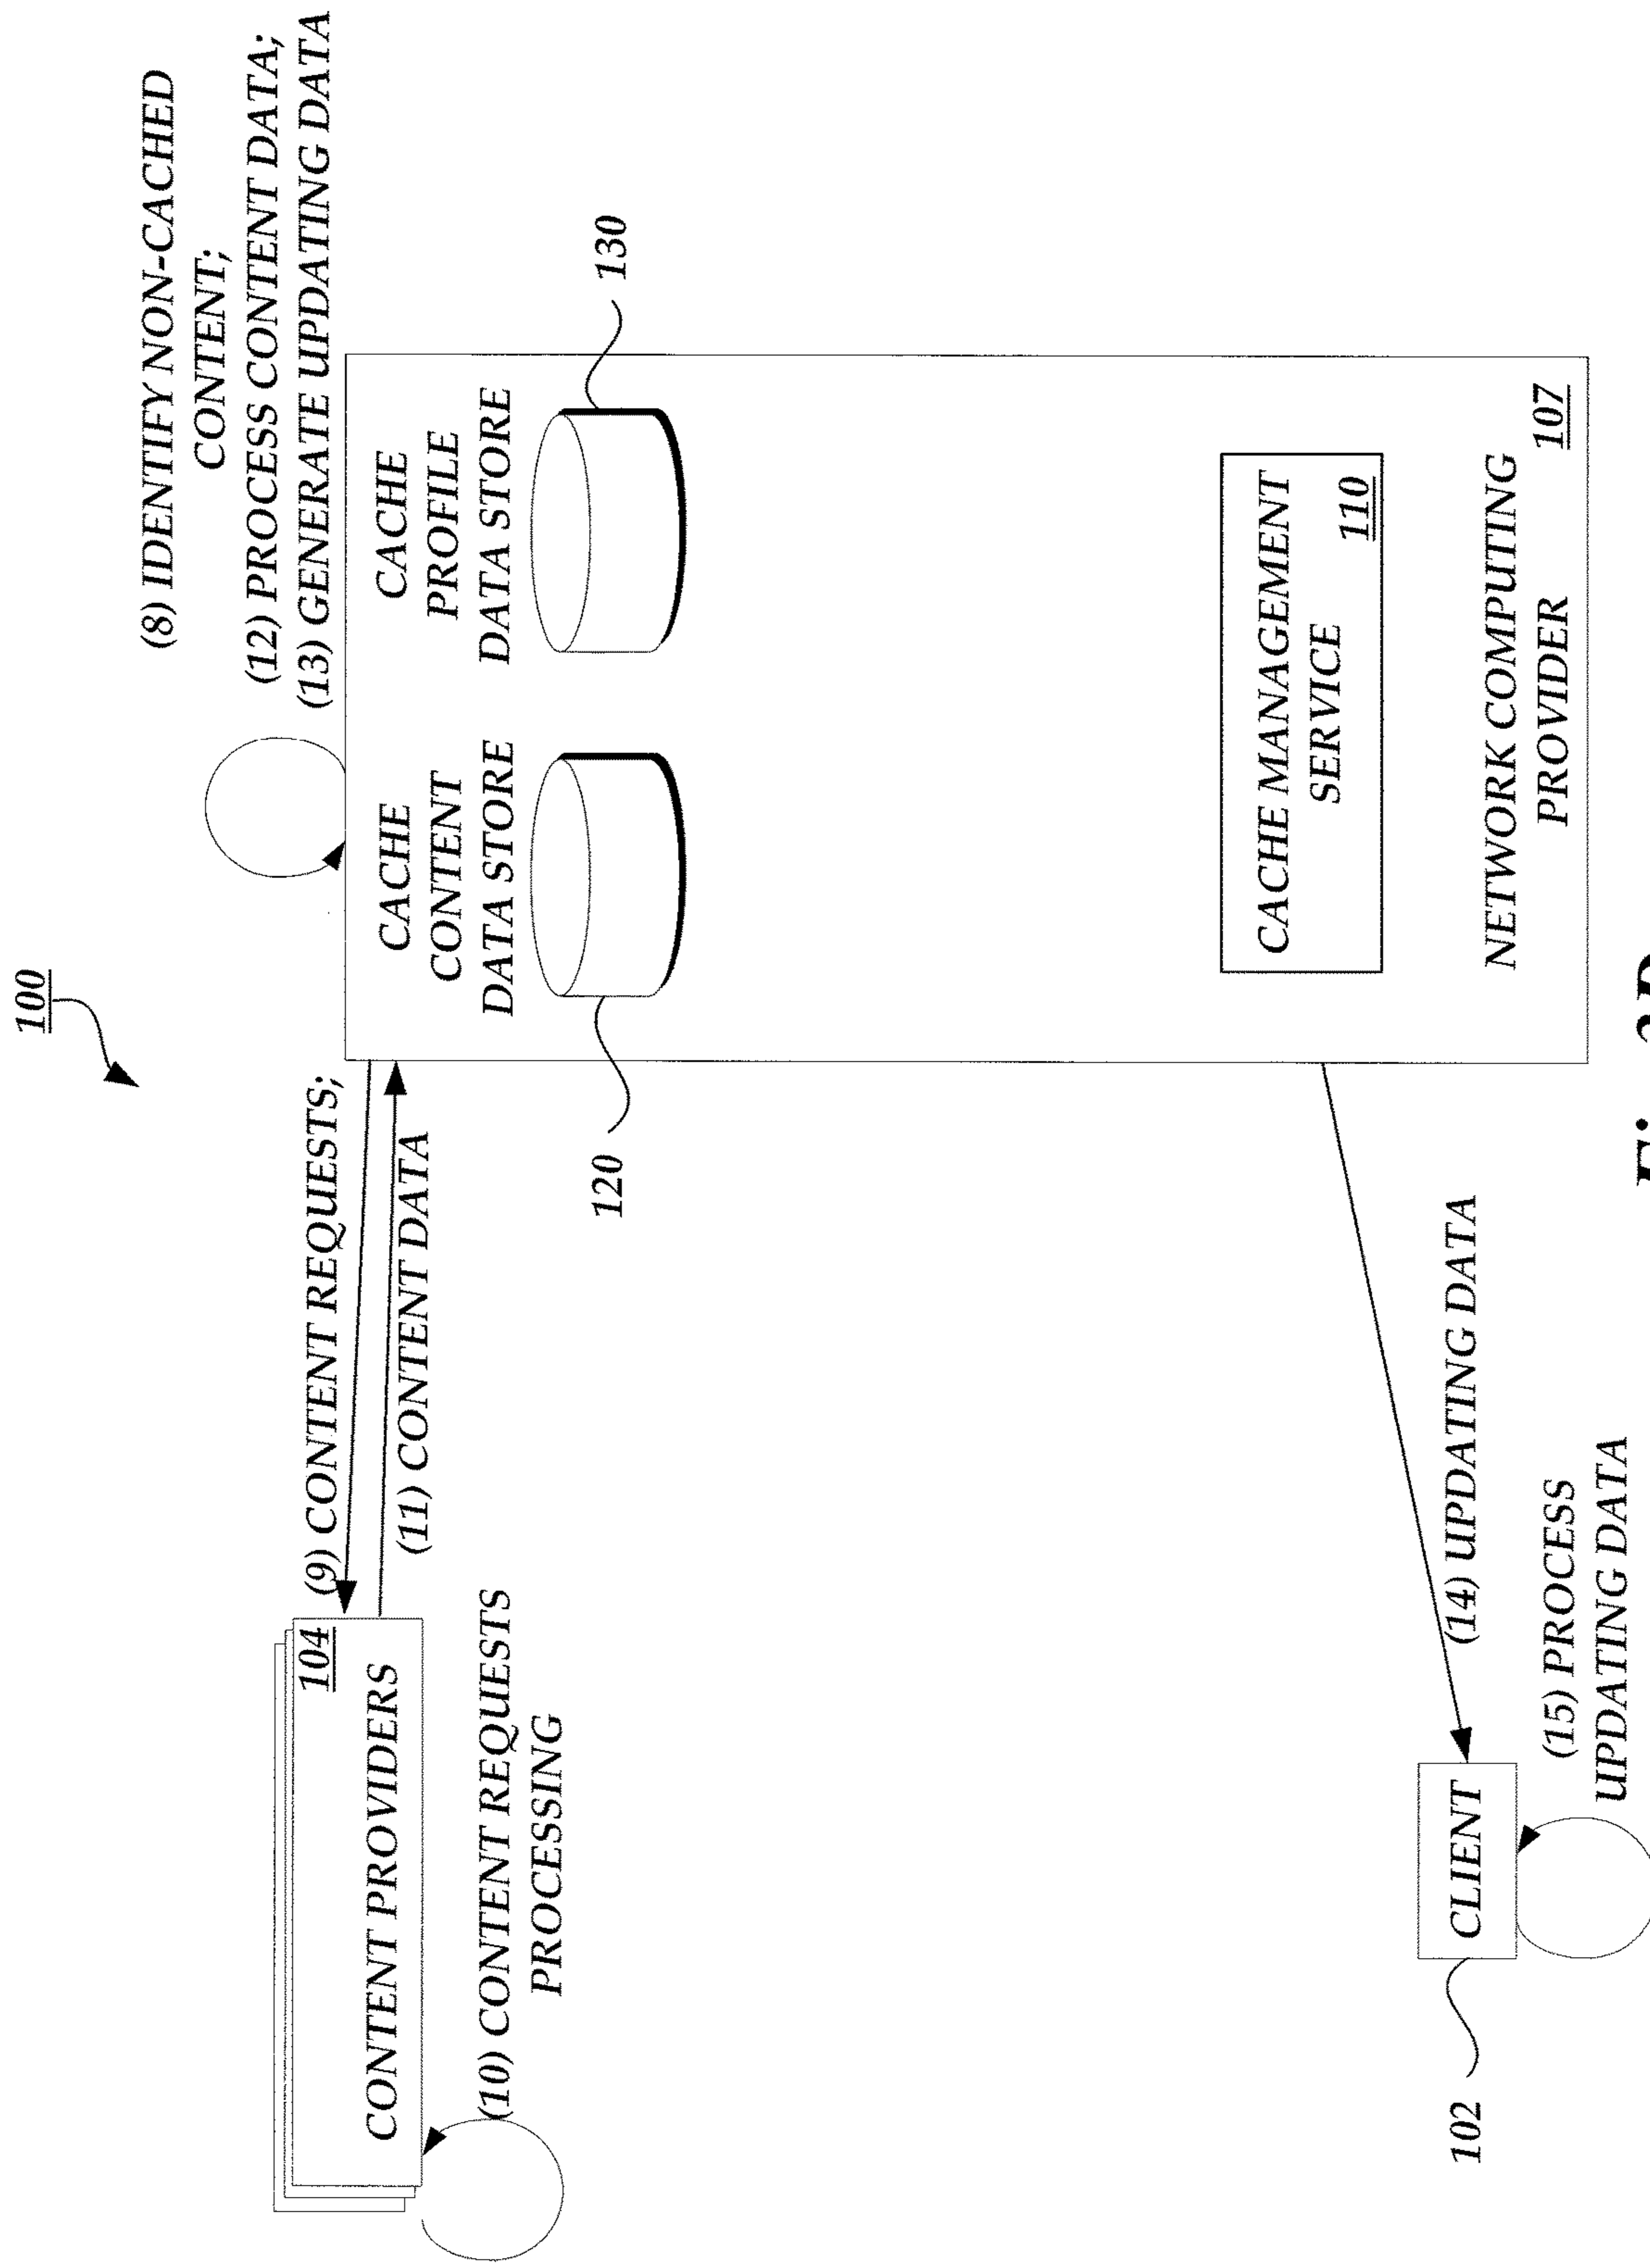 100
(8) IDENTIFY NON-CACHED
CONTENT;
(12) PROCESS CONTENT DATA;
(13) GENERATE UPDATING DATA
104
CONTENT PROVIDERS
(9) CONTENT REQUESTS;
(11) CONTENT DATA
(10) CONTENT REQUESTS
PROCESSING
CACHE
CONTENT
DATA STORE
120
CACHE
PROFILE
DATA STORE
130
CACHE MANAGEMENT
SERVICE
110
NETWORK COMPUTING
PROVIDER
107
(14) UPDATING DATA
CLIENT
102
(15) PROCESS
UPDATING DATA